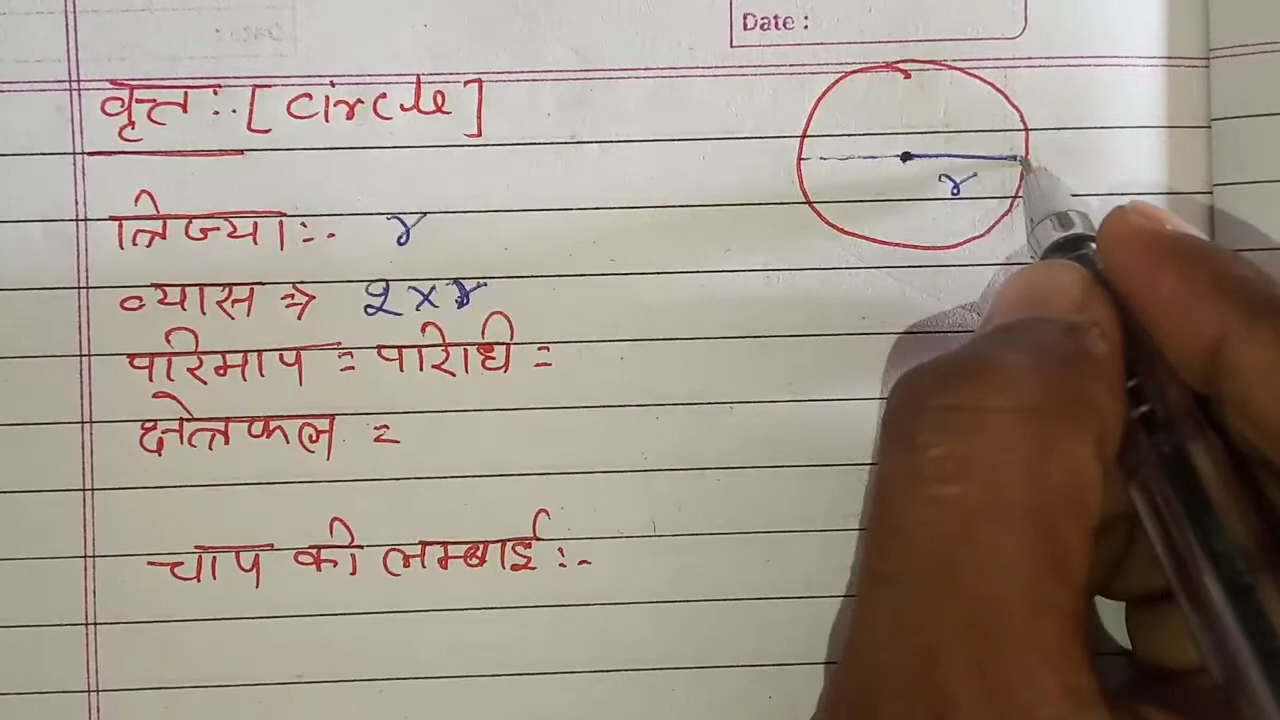 Date :
वृत्तः. [circle]
r
त्रिज्याः-. r
व्यास ⇒ 2×r
परिमाप = परिधि =
क्षेत्रफल =
चाप की लम्बाई :-